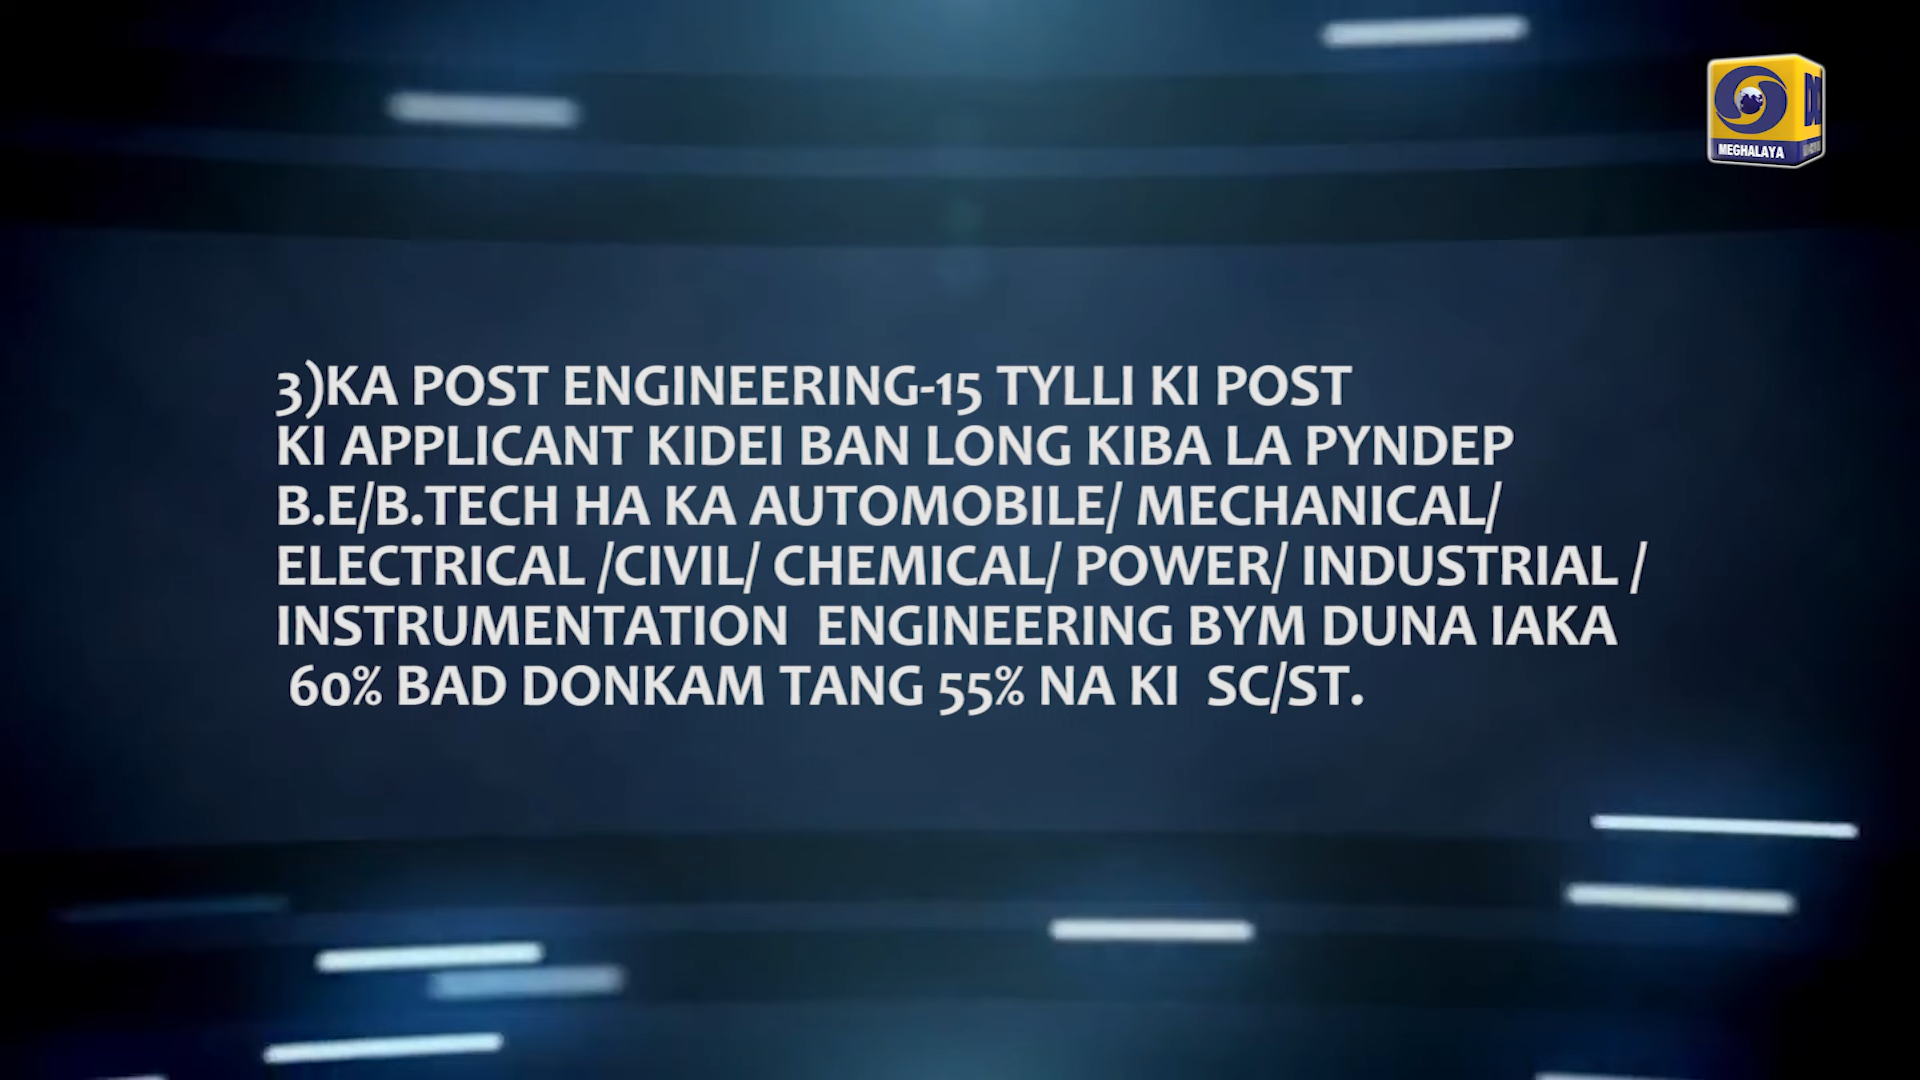 MEGHALAYA
3)KA POST ENGINEERING-15 TYLLI KI POST
KI APPLICANT KIDEI BAN LONG KIBA LA PYNDEP
B.E/B.TECH HA KA AUTOMOBILE/ MECHANICAL/
ELECTRICAL /CIVIL/ CHEMICAL/ POWER/ INDUSTRIAL /
INSTRUMENTATION  ENGINEERING BYM DUNA IAKA
60% BAD DONKAM TANG 55% NA KI  SC/ST.